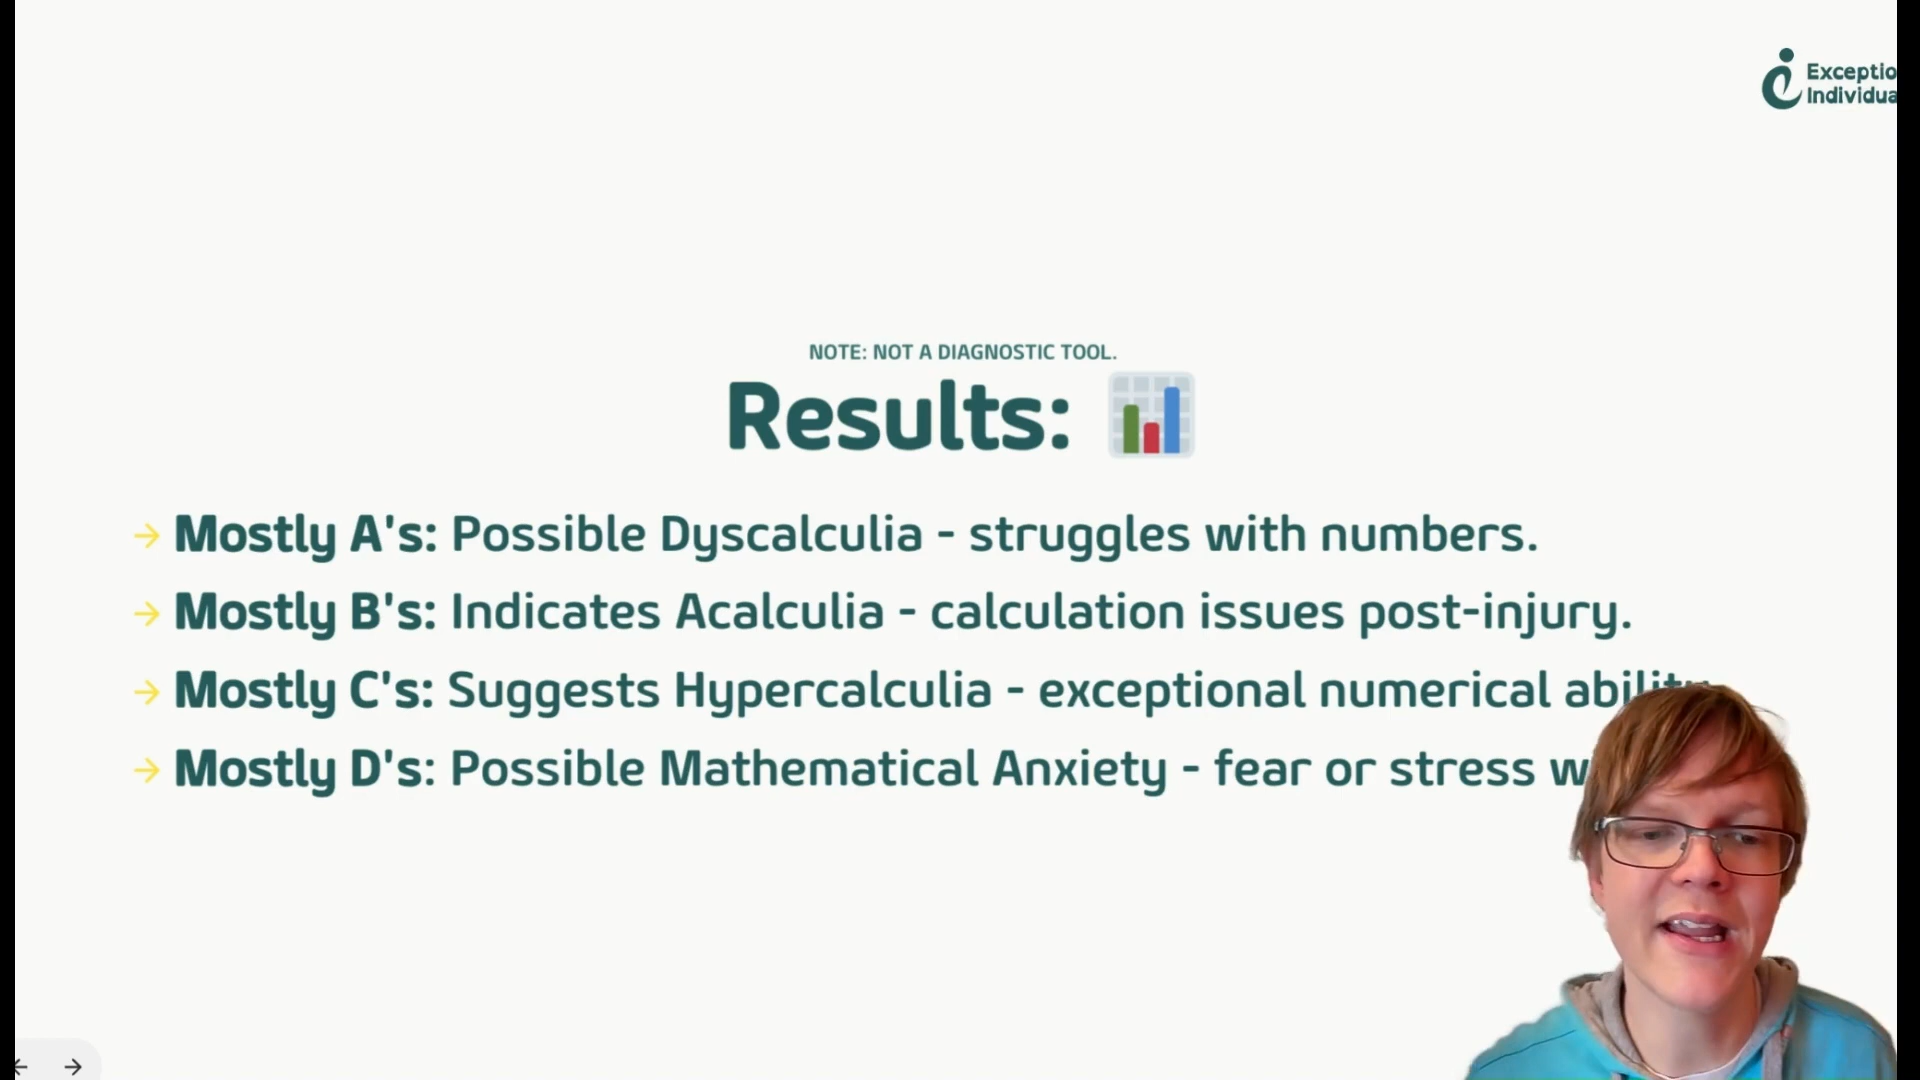 Exceptio
Individua
NOTE: NOT A DIAGNOSTIC TOOL.
Results:
Mostly A's: Possible Dyscalculia - struggles with numbers.
Mostly B's: Indicates Acalculia - calculation issues post-injury.
Mostly C's: Suggests Hypercalculia - exceptional numerical ability
Mostly D's: Possible Mathematical Anxiety - fear or stress